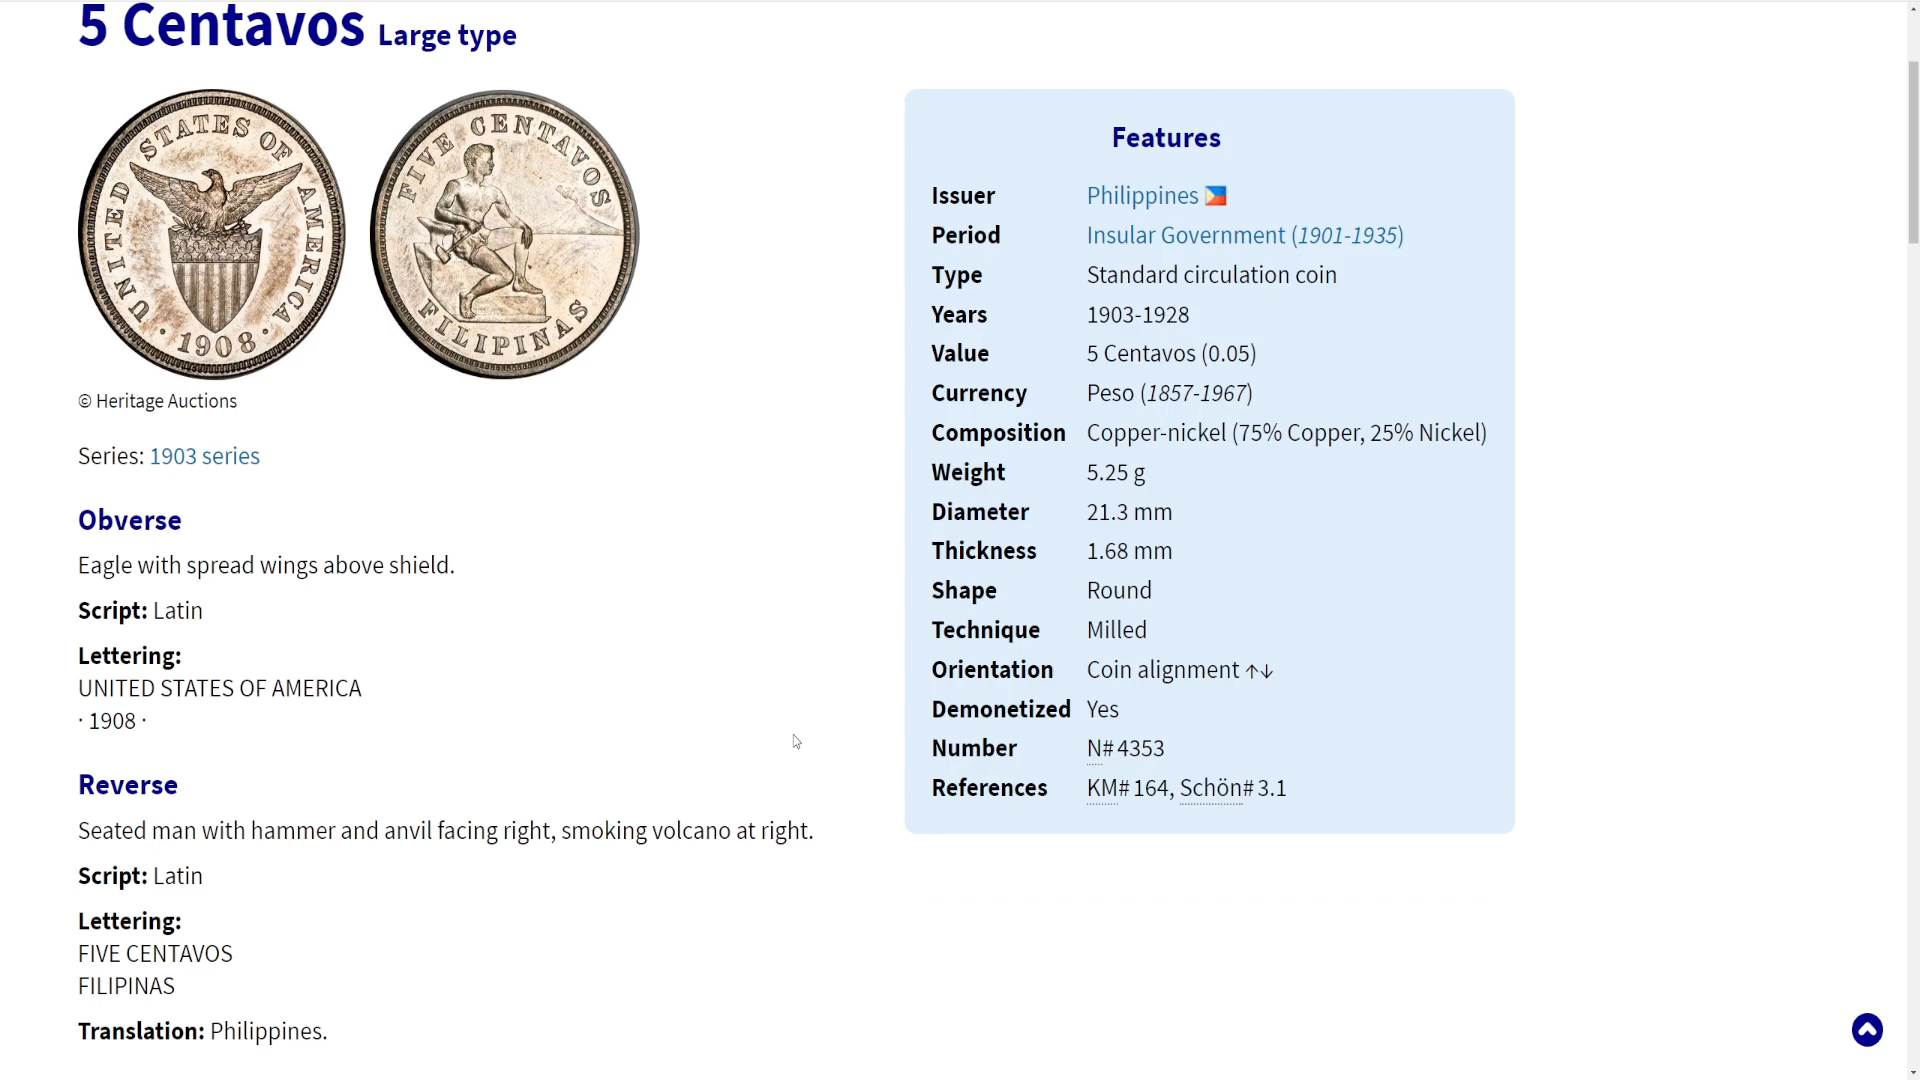 5 Centavos Large type
UNITED STATES OF AMERICA
· 1908 ·
FIVE CENTAVOS
FILIPINAS
© Heritage Auctions
Series: 1903 series
Obverse
Eagle with spread wings above shield.
Script: Latin
Lettering:
UNITED STATES OF AMERICA
· 1908 ·
Reverse
Seated man with hammer and anvil facing right, smoking volcano at right.
Script: Latin
Lettering:
FIVE CENTAVOS
FILIPINAS
Translation: Philippines.
Features
Issuer Philippines
Period Insular Government (1901-1935)
Type Standard circulation coin
Years 1903-1928
Value 5 Centavos (0.05)
Currency Peso (1857-1967)
Composition Copper-nickel (75% Copper, 25% Nickel)
Weight 5.25 g
Diameter 21.3 mm
Thickness 1.68 mm
Shape Round
Technique Milled
Orientation Coin alignment ↑↓
Demonetized Yes
Number N# 4353
References KM# 164, Schön# 3.1